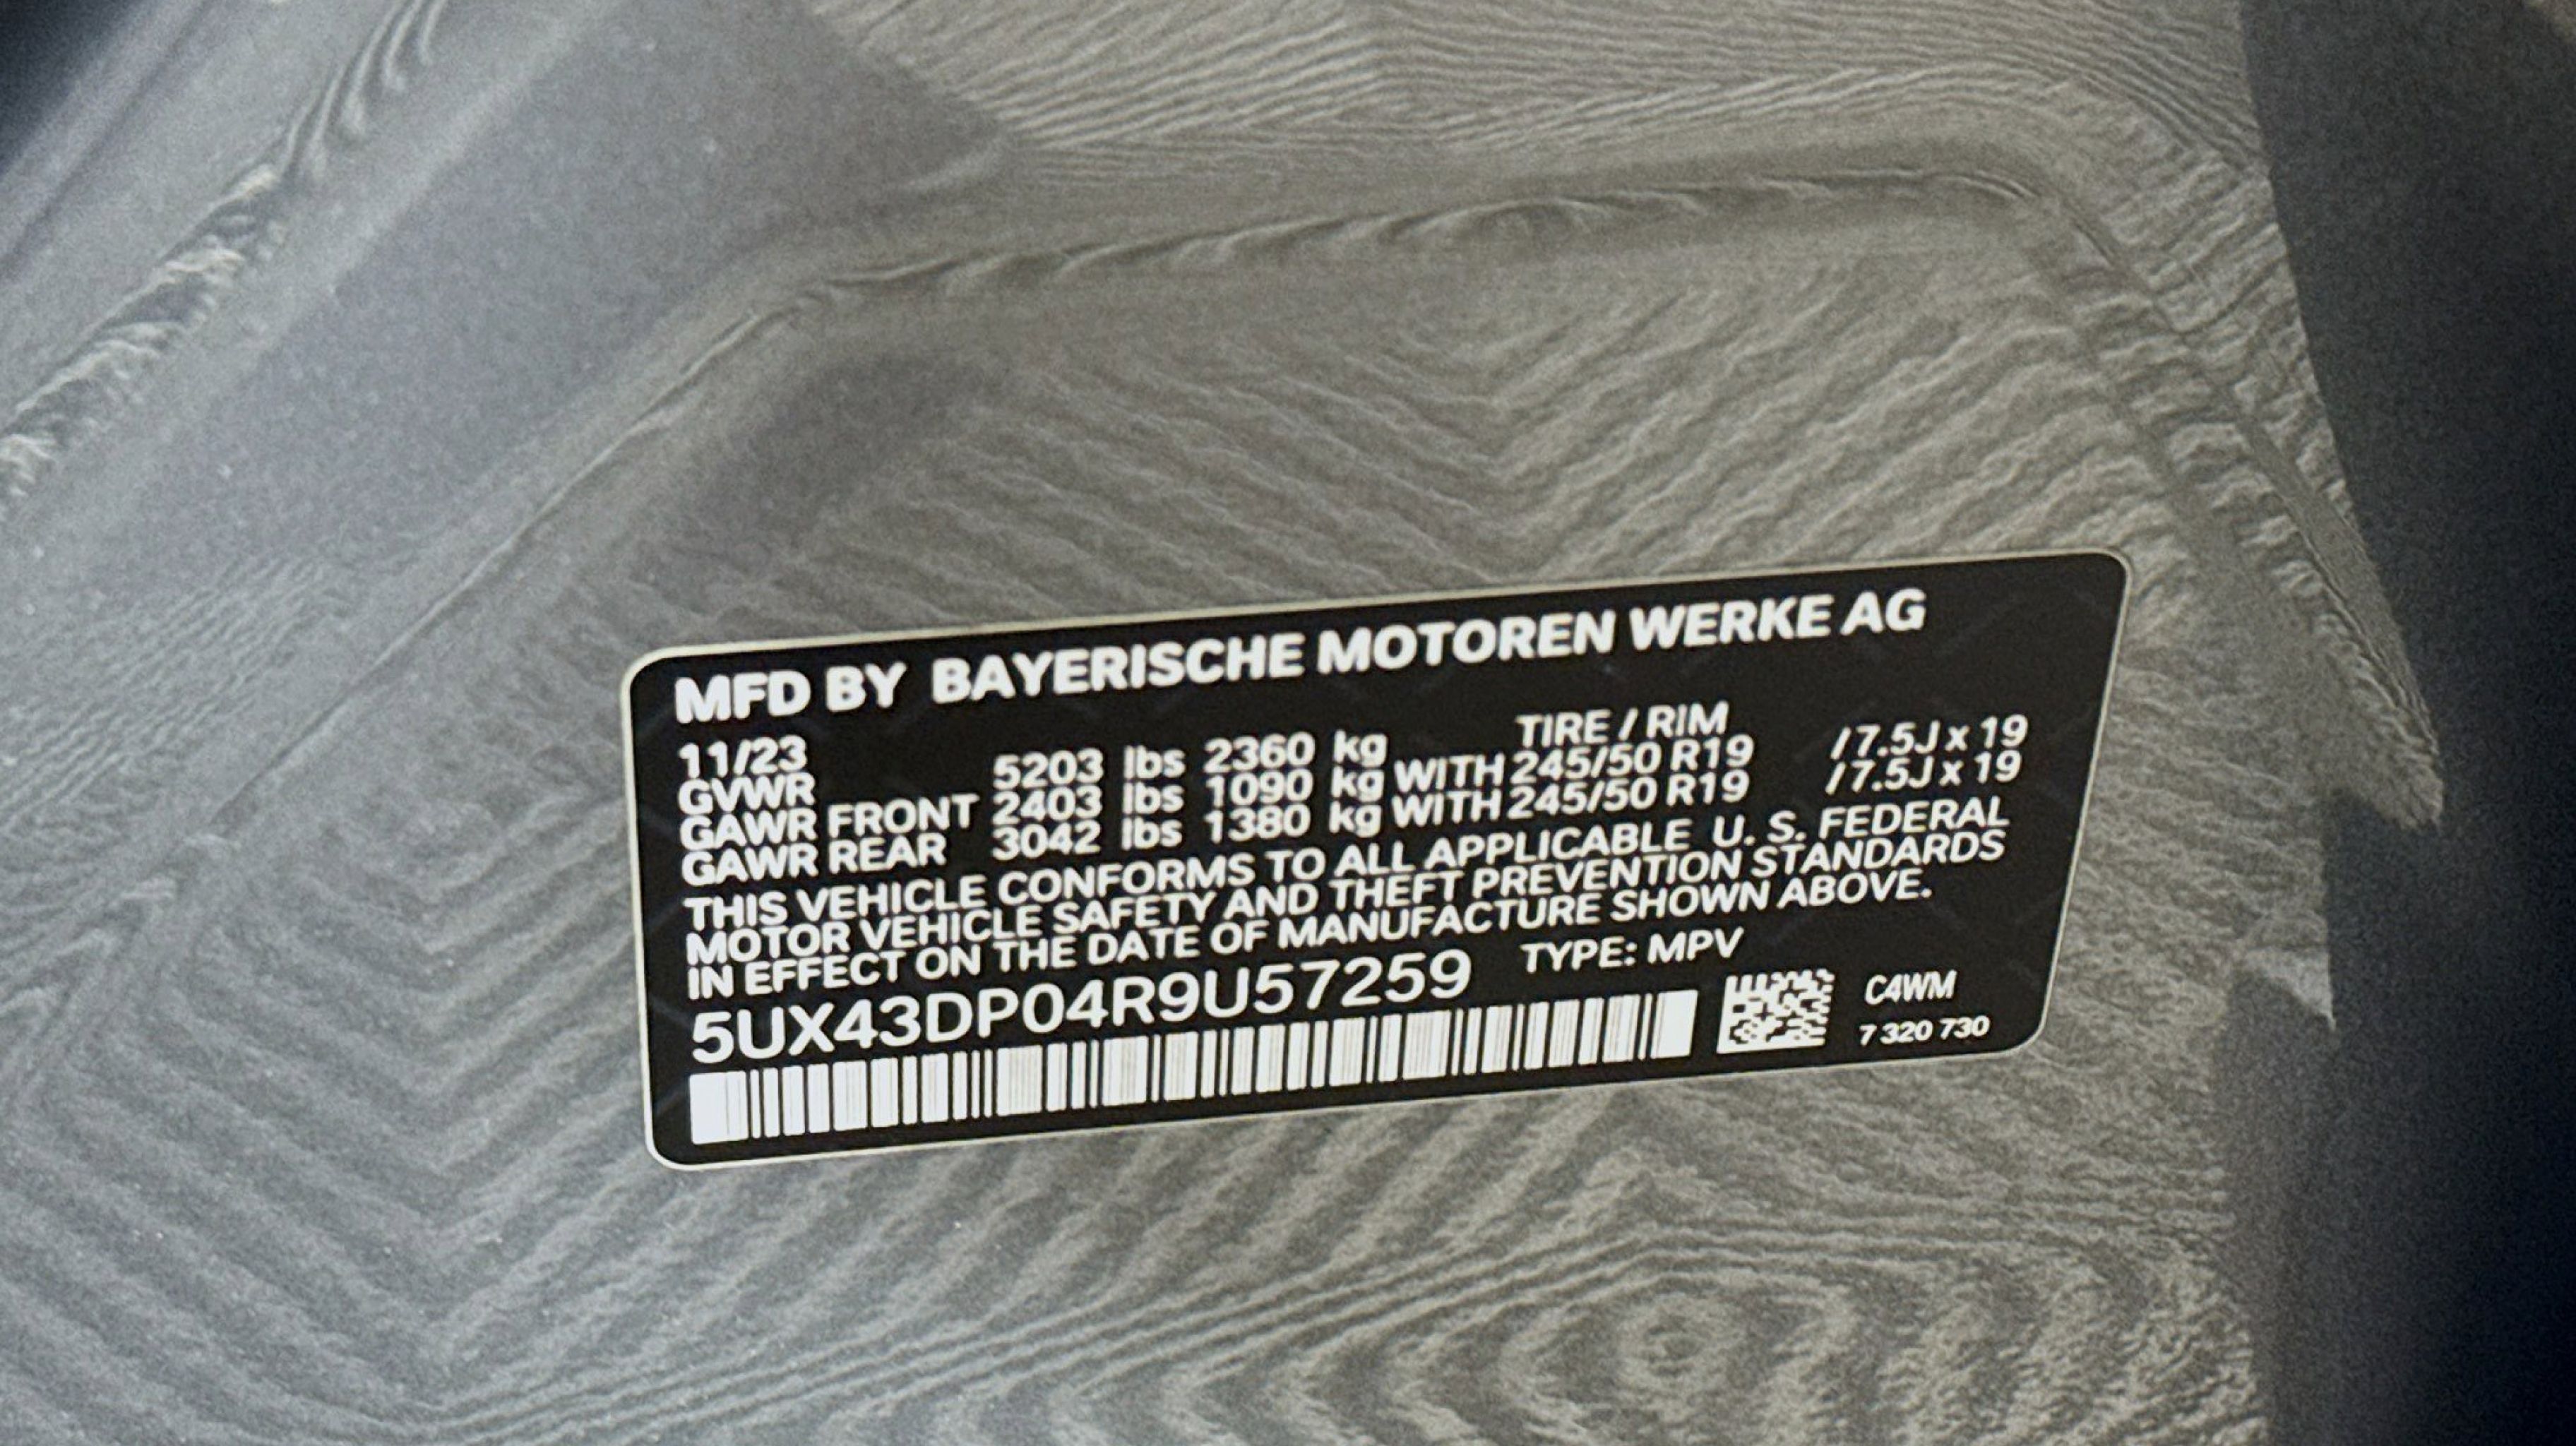 MFD BY BAYERISCHE MOTOREN WERKE AG
11/23 TIRE / RIM
GVWR 5203 lbs 2360 kg
GAWR FRONT 2403 lbs 1090 kg WITH 245/50 R19 / 7.5J x 19
GAWR REAR 3042 lbs 1380 kg WITH 245/50 R19 / 7.5J x 19
THIS VEHICLE CONFORMS TO ALL APPLICABLE U. S. FEDERAL
MOTOR VEHICLE SAFETY AND THEFT PREVENTION STANDARDS
IN EFFECT ON THE DATE OF MANUFACTURE SHOWN ABOVE.
5UX43DP04R9U57259 TYPE: MPV
C4WM
7 320 730